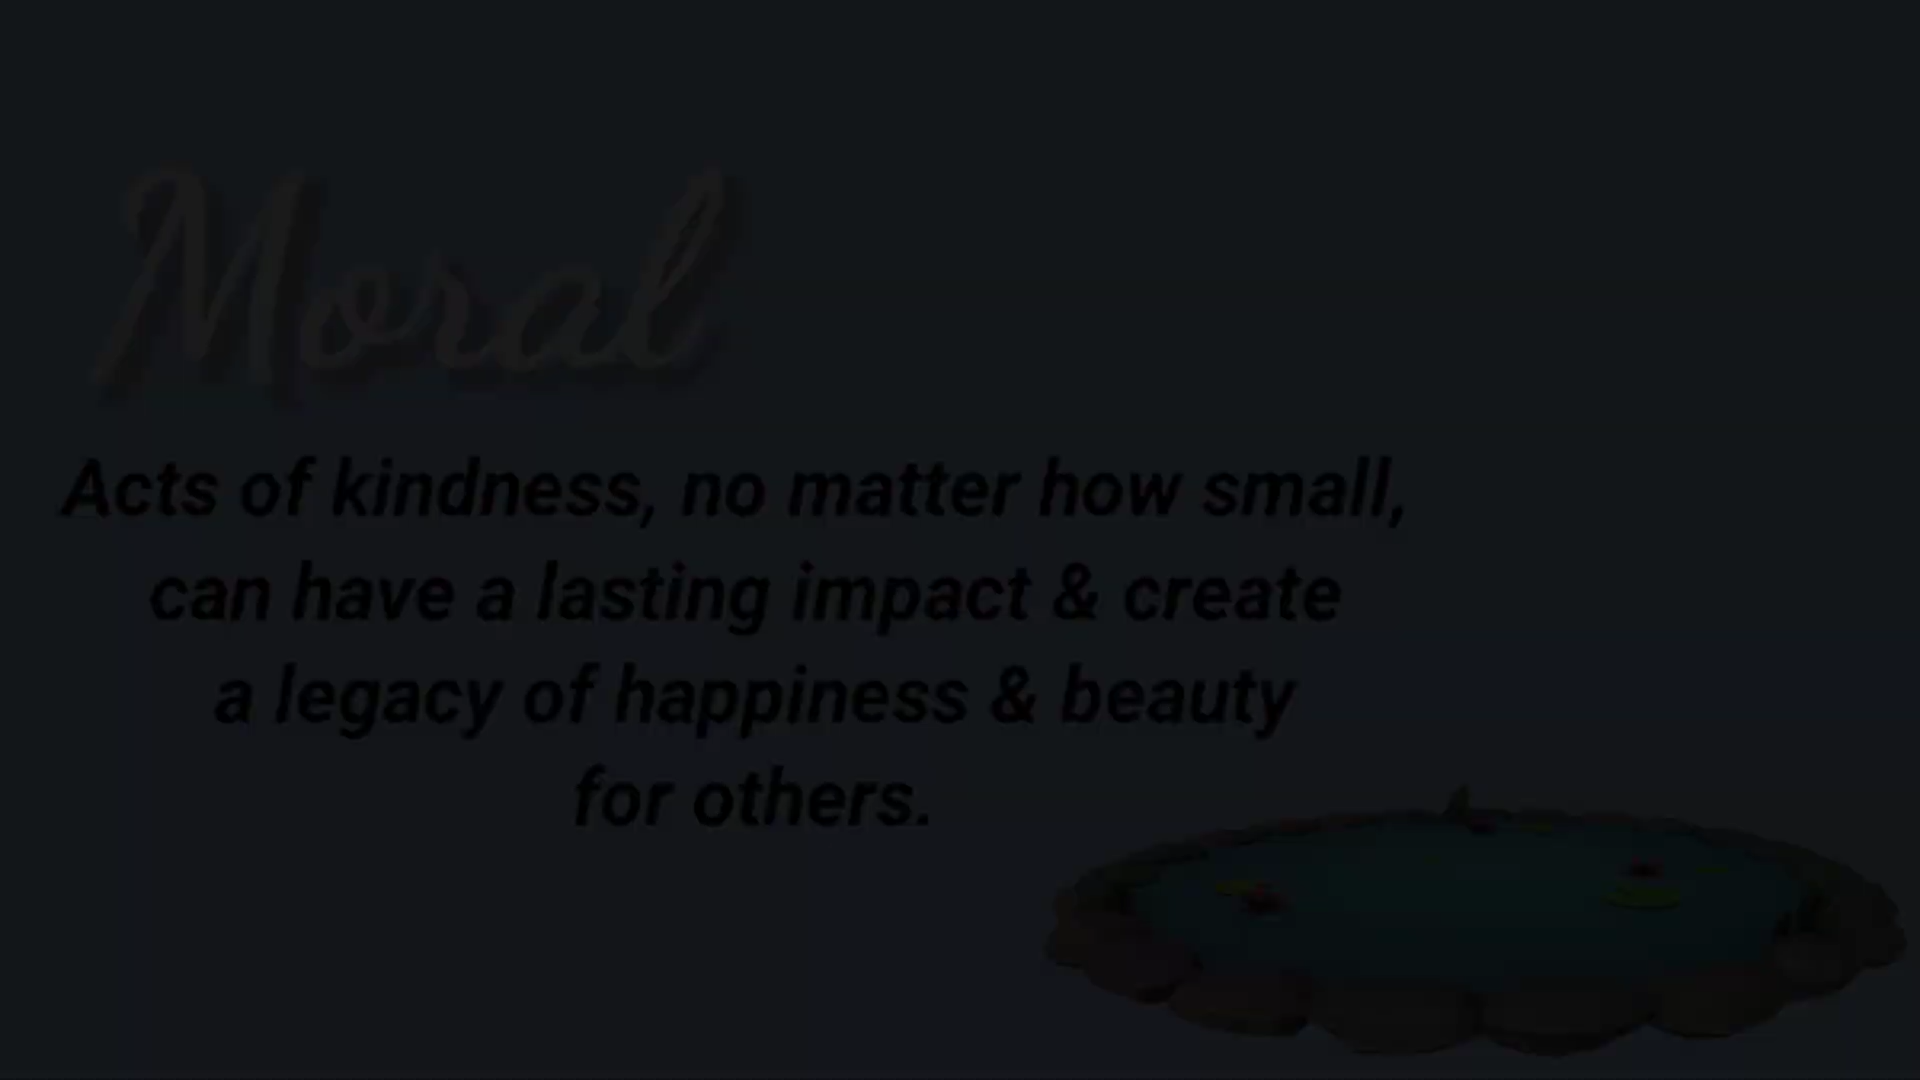 Moral
Acts of kindness, no matter how small,
can have a lasting impact & create
a legacy of happiness & beauty
for others.